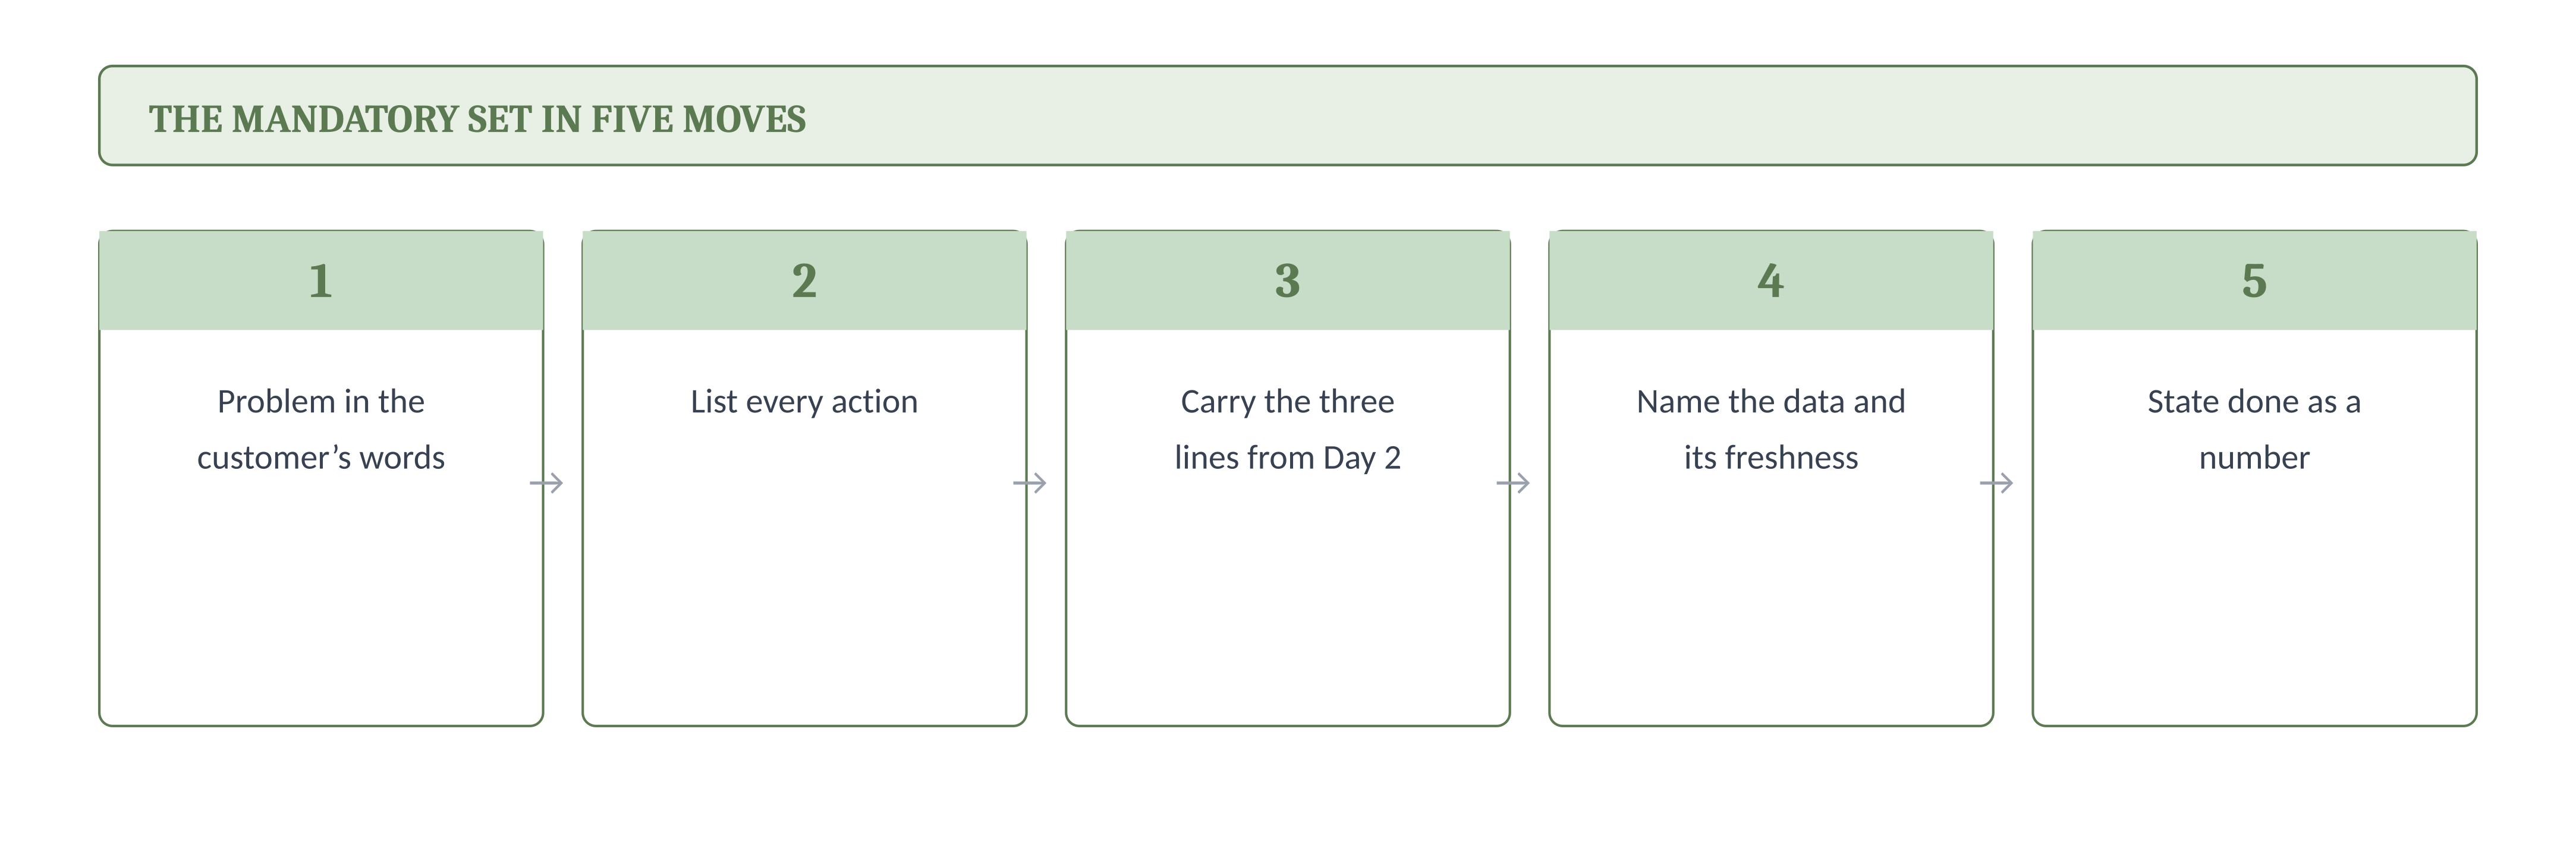 THE MANDATORY SET IN FIVE MOVES
1
Problem in the
customer’s words
2
List every action
3
Carry the three
lines from Day 2
4
Name the data and
its freshness
5
State done as a
number